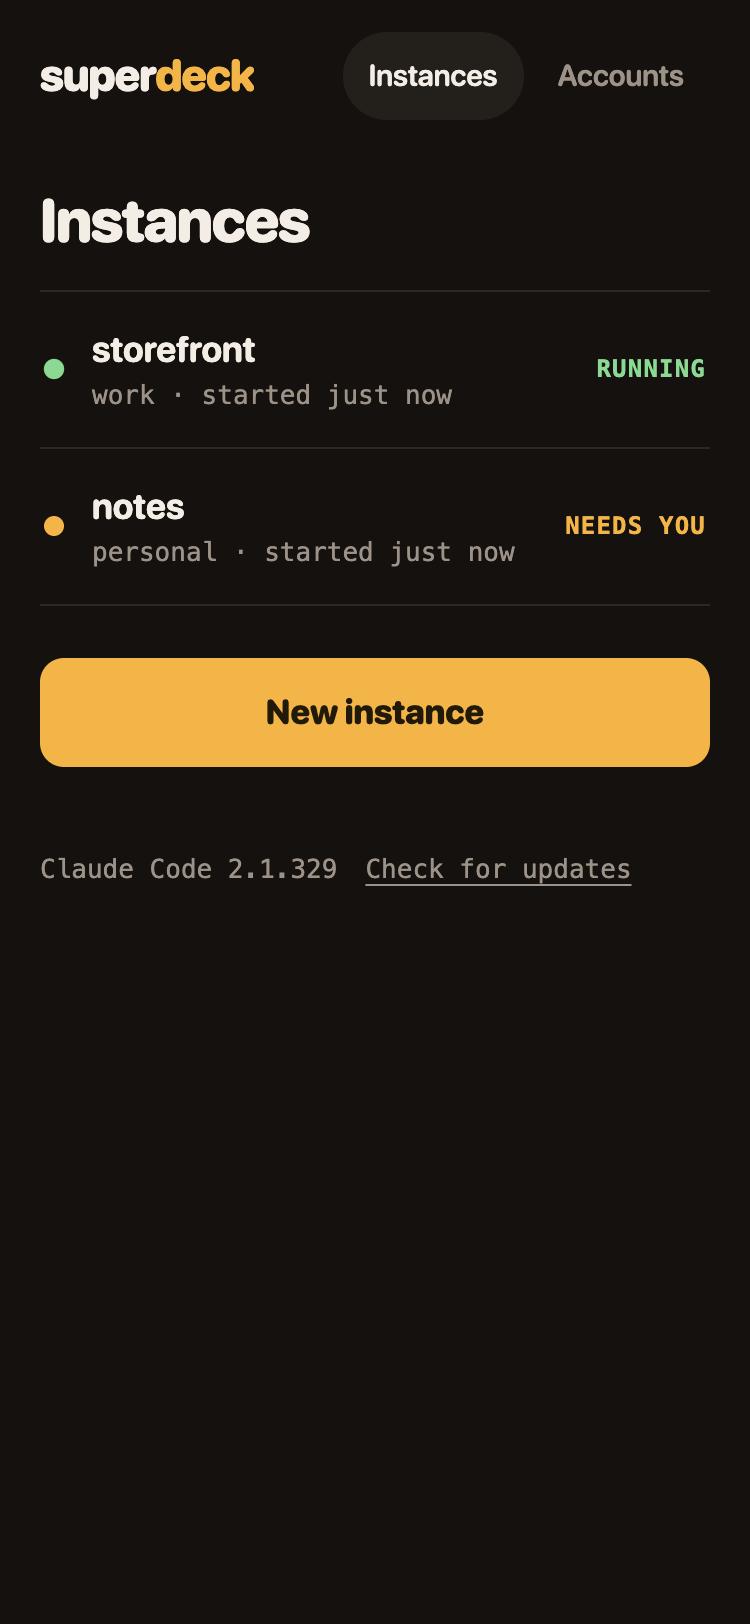 superdeck Instances Accounts
Instances
storefront
work · started just now
RUNNING
notes
personal · started just now
NEEDS YOU
New instance
Claude Code 2.1.329 Check for updates